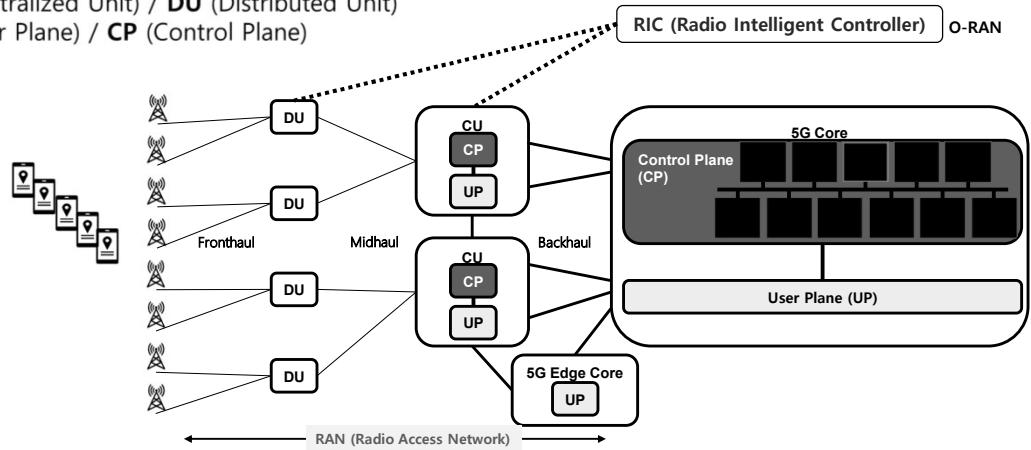 tralized Unit) / DU (Distributed Unit)
r Plane) / CP (Control Plane)
RIC (Radio Intelligent Controller)
O-RAN
DU
DU
DU
DU
Fronthaul
Midhaul
Backhaul
CU
CP
UP
CU
CP
UP
5G Core
Control Plane
(CP)
User Plane (UP)
5G Edge Core
UP
RAN (Radio Access Network)